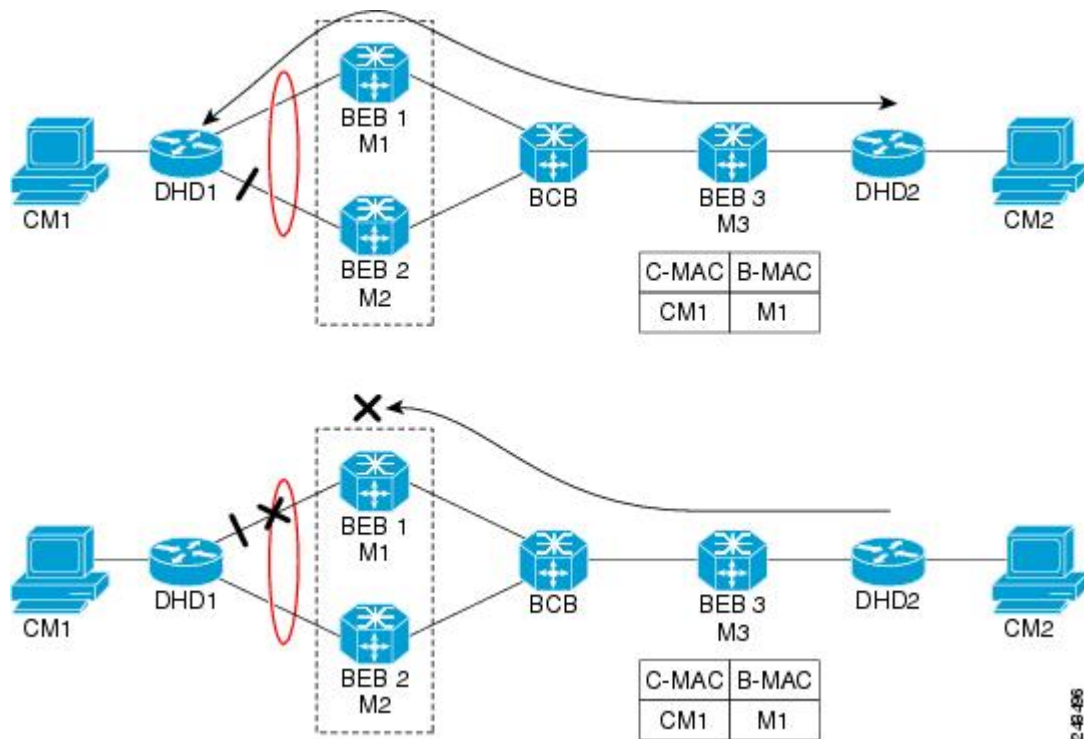 BEB 1
M1
CM1
DHD1
BEB 2
M2
BCB
BEB 3
M3
DHD2
CM2
C-MAC B-MAC
CM1 M1
BEB 1
M1
CM1
DHD1
BEB 2
M2
BCB
BEB 3
M3
DHD2
CM2
C-MAC B-MAC
CM1 M1